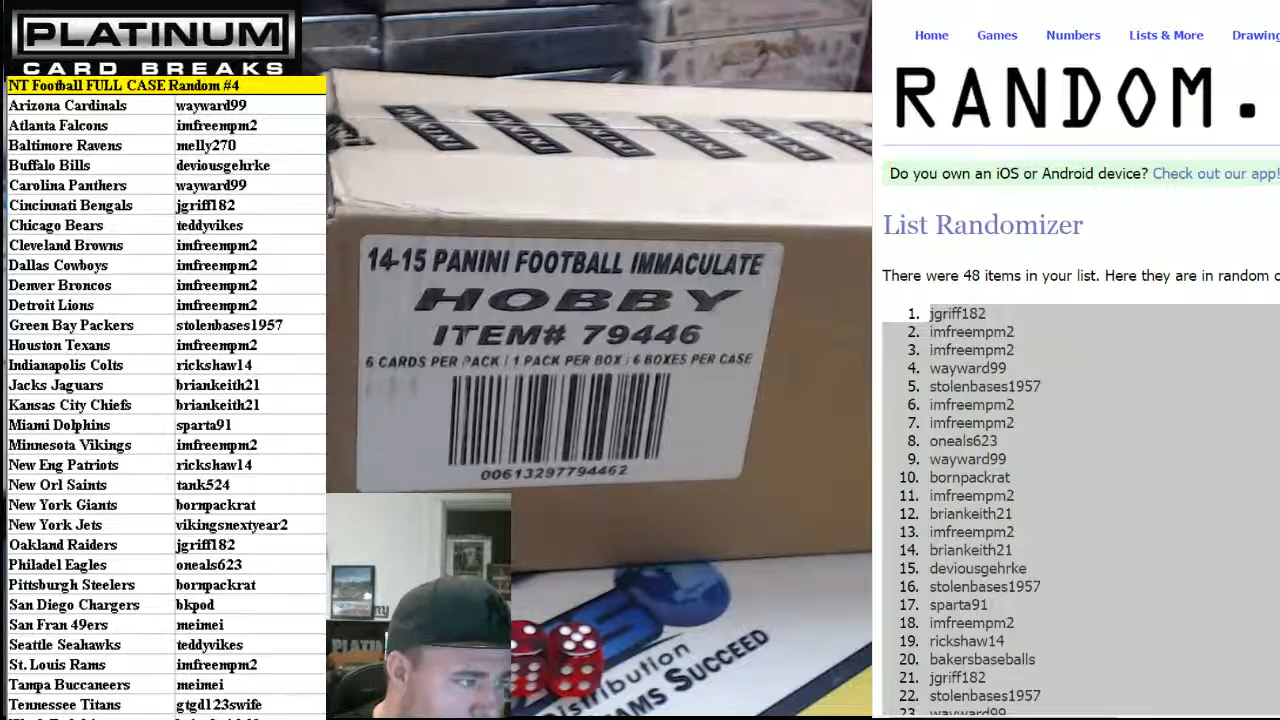 PLATINUM
CARD BREAKS
NT Football FULL CASE Random #4
Arizona Cardinals wayward99
Atlanta Falcons imfreempm2
Baltimore Ravens melly270
Buffalo Bills deviousgehrke
Carolina Panthers wayward99
Cincinnati Bengals jgriff182
Chicago Bears teddyvikes
Cleveland Browns imfreempm2
Dallas Cowboys imfreempm2
Denver Broncos imfreempm2
Detroit Lions imfreempm2
Green Bay Packers stolenbases1957
Houston Texans imfreempm2
Indianapolis Colts rickshaw14
Jacks Jaguars briankeith21
Kansas City Chiefs briankeith21
Miami Dolphins sparta91
Minnesota Vikings imfreempm2
New Eng Patriots rickshaw14
New Orl Saints tank524
New York Giants bornpackrat
New York Jets vikingsnextyear2
Oakland Raiders jgriff182
Philadel Eagles oneals623
Pittsburgh Steelers bornpackrat
San Diego Chargers bkpod
San Fran 49ers meimei
Seattle Seahawks teddyvikes
St. Louis Rams imfreempm2
Tampa Buccaneers meimei
Tennessee Titans gtgd123swife
14-15 PANINI FOOTBALL IMMACULATE
HOBBY
ITEM# 79446
6 CARDS PER PACK / 1 PACK PER BOX / 6 BOXES PER CASE
00613297794462
PLATIN
stribution
AMS SUCCEED
Home Games Numbers Lists & More Drawing
RANDOM.
Do you own an iOS or Android device? Check out our app!
List Randomizer
There were 48 items in your list. Here they are in random o
1. jgriff182
2. imfreempm2
3. imfreempm2
4. wayward99
5. stolenbases1957
6. imfreempm2
7. imfreempm2
8. oneals623
9. wayward99
10. bornpackrat
11. imfreempm2
12. briankeith21
13. imfreempm2
14. briankeith21
15. deviousgehrke
16. stolenbases1957
17. sparta91
18. imfreempm2
19. rickshaw14
20. bakersbaseballs
21. jgriff182
22. stolenbases1957
23. wayward99